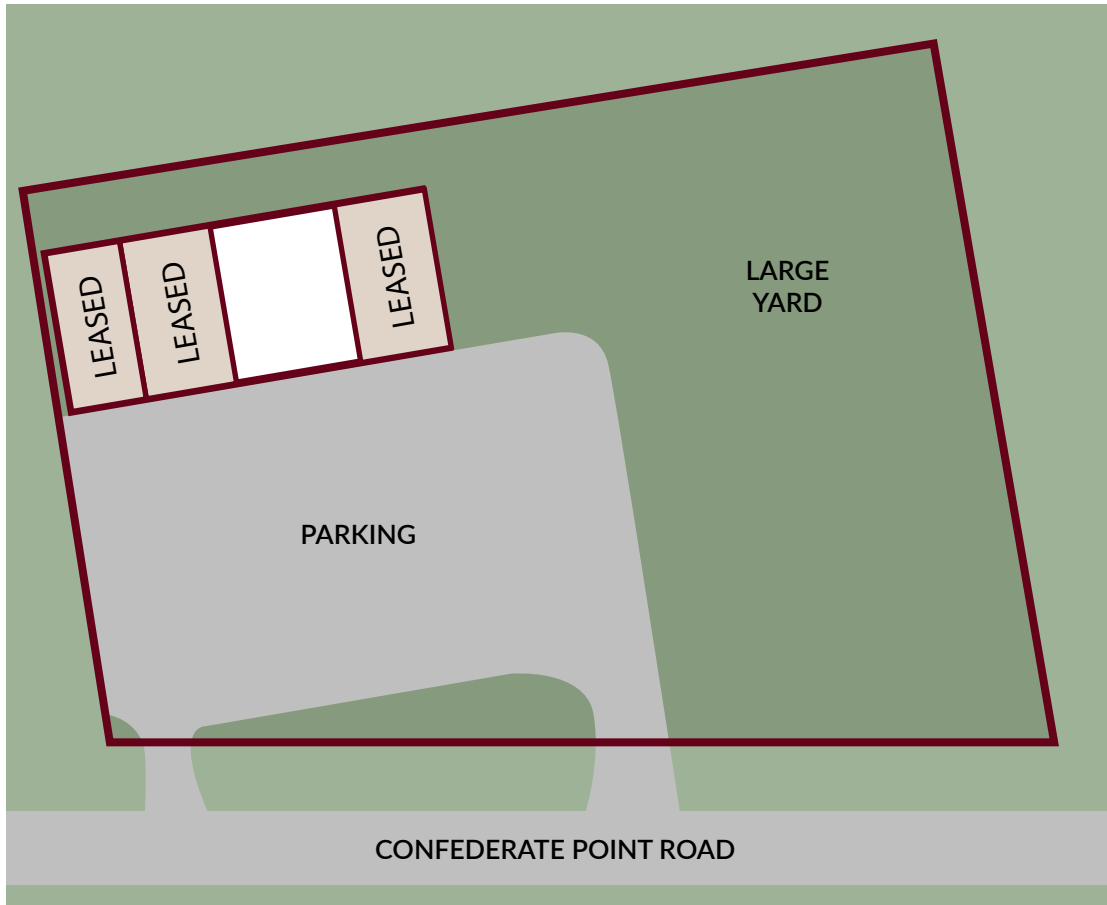 LEASED
LEASED
LEASED
LARGE
YARD
PARKING
CONFEDERATE POINT ROAD